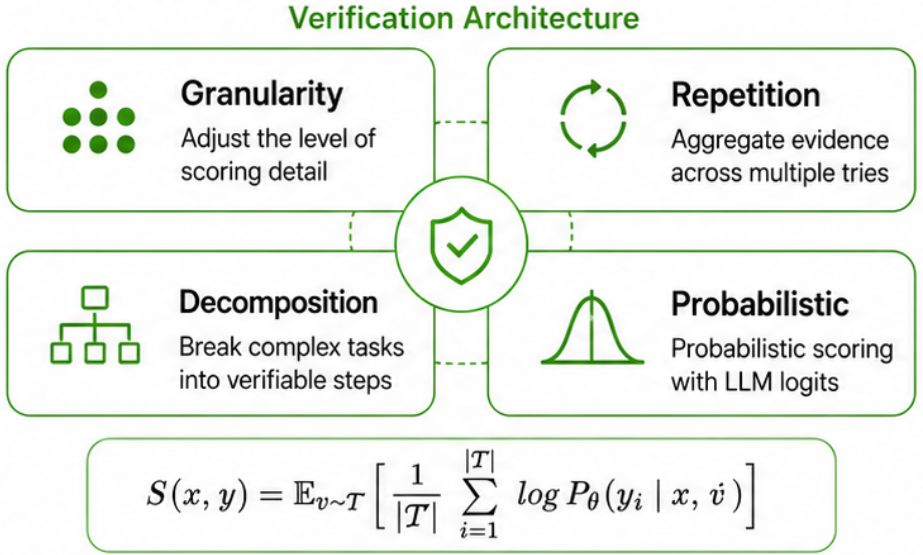 Verification Architecture
Granularity
Adjust the level of
scoring detail
Repetition
Aggregate evidence
across multiple tries
Decomposition
Break complex tasks
into verifiable steps
Probabilistic
Probabilistic scoring
with LLM logits
S(x, y) = 𝔼_{v∼𝒯} [ 1/|𝒯| ∑_{i=1}^{|𝒯|} log P_θ(y_i | x, v̇) ]